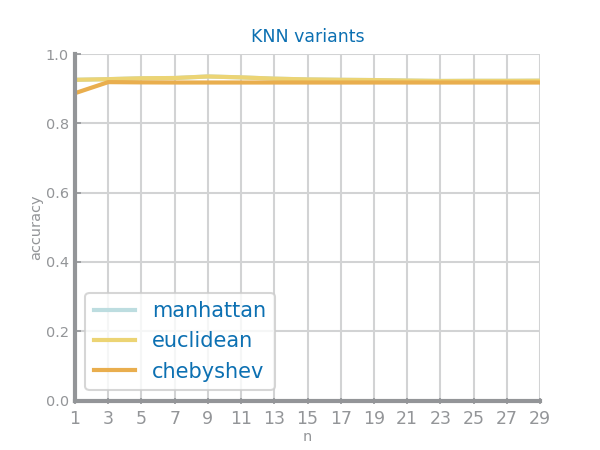 KNN variants
1.0
0.8
0.6
0.4
0.2
0.0
accuracy
manhattan
euclidean
chebyshev
1 3 5 7 9 11 13 15 17 19 21 23 25 27 29
n